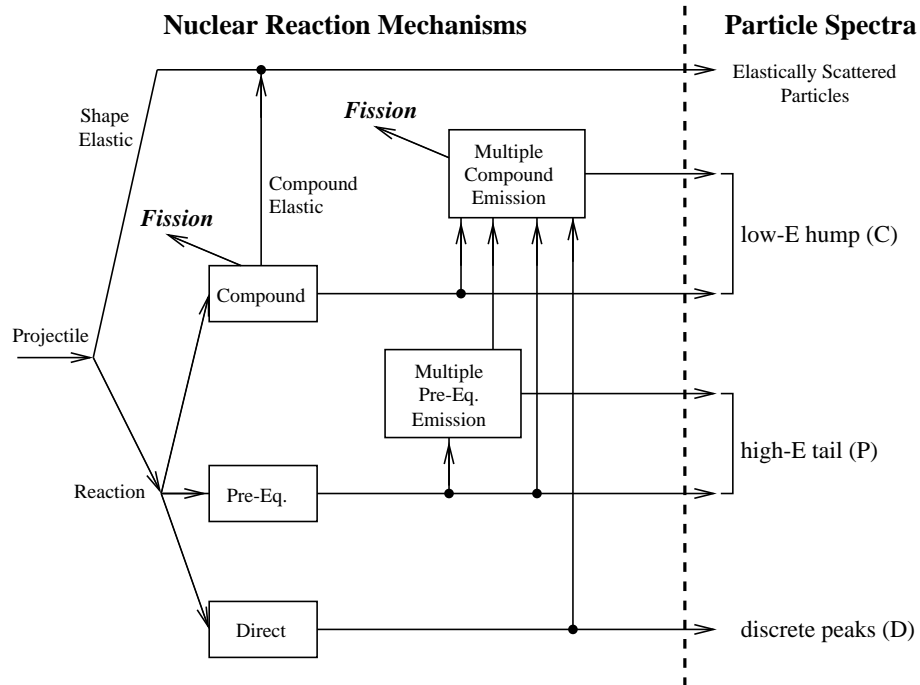 Nuclear Reaction Mechanisms
Particle Spectra
Elastically Scattered
Particles
Shape
Elastic
Fission
Multiple
Compound
Emission
Compound
Elastic
Fission
low-E hump (C)
Compound
Projectile
Multiple
Pre-Eq.
Emission
high-E tail (P)
Reaction
Pre-Eq.
Direct
discrete peaks (D)